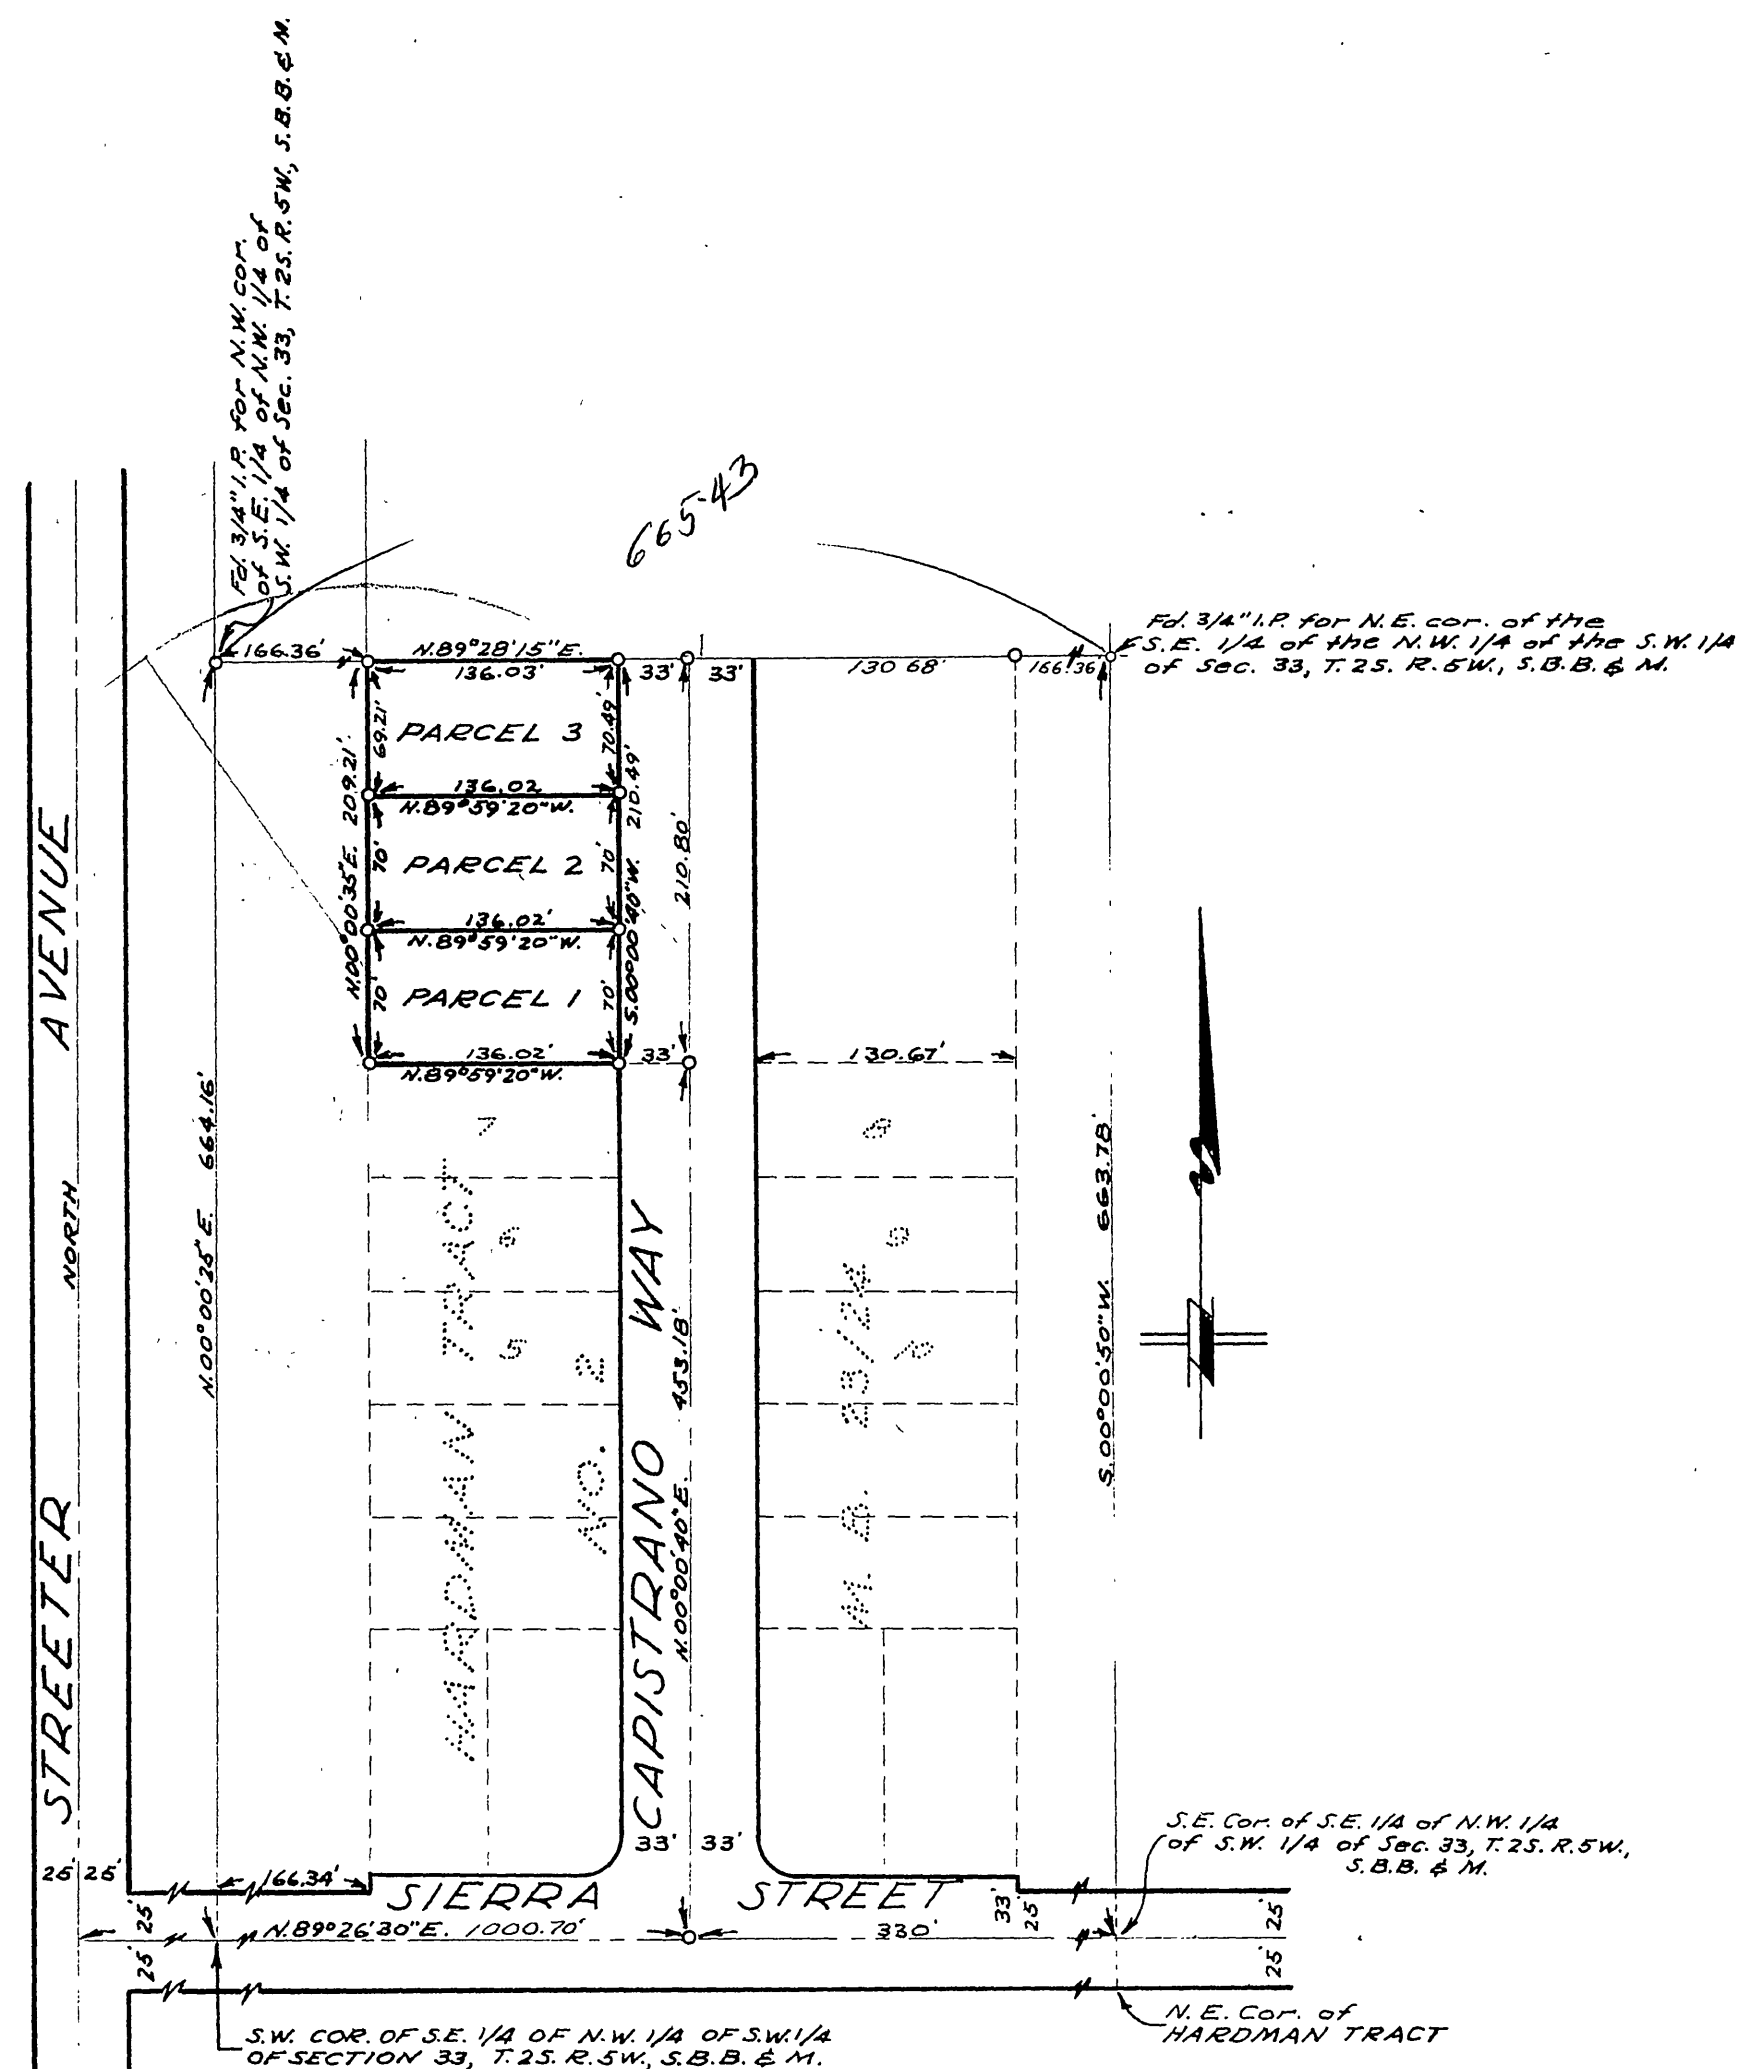 Fd. 3/4" I.P. for N.W. cor.
of S.E. 1/4 of N.W. 1/4 of
S.W. 1/4 of Sec. 33, T. 2S. R. 5W., S.B.B. & M.
665.43
Fd. 3/4" I.P. for N.E. cor. of the
S.E. 1/4 of the N.W. 1/4 of the S.W. 1/4
of Sec. 33, T. 2S. R. 5W., S.B.B. & M.
166.36'
N.89°28'15"E.
136.03'
33'
33'
130.68'
166.36'
PARCEL 3
69.21'
70.49'
136.02
N.89°59'20"W.
PARCEL 2
70'
70'
136.02'
N.89°59'20"W.
PARCEL 1
70'
70'
136.02'
N.89°59'20"W.
N.00°00'35"E. 209.21'
S.00°00'40"W. 210.49'
210.80'
33'
130.67'
STREETER AVENUE
NORTH
N.00°00'25"E. 664.16'
7
6
5
HARDMAN TRACT
NO. 2
CAPISTRANO WAY
N.00°00'40"E. 453.18'
8
9
10
M. B. 23/24
S.00°00'50"W. 663.78'
N
33' 33'
S.E. Cor. of S.E. 1/4 of N.W. 1/4
of S.W. 1/4 of Sec. 33, T. 2S. R. 5W.,
S.B.B. & M.
25' 25'
166.34'
SIERRA STREET
33'
25'
25'
25'
N.89°26'30"E. 1000.70'
330'
25'
25'
N.E. Cor. of
HARDMAN TRACT
S.W. COR. OF S.E. 1/4 OF N.W. 1/4 OF S.W. 1/4
OF SECTION 33, T. 2S. R. 5W., S.B.B. & M.